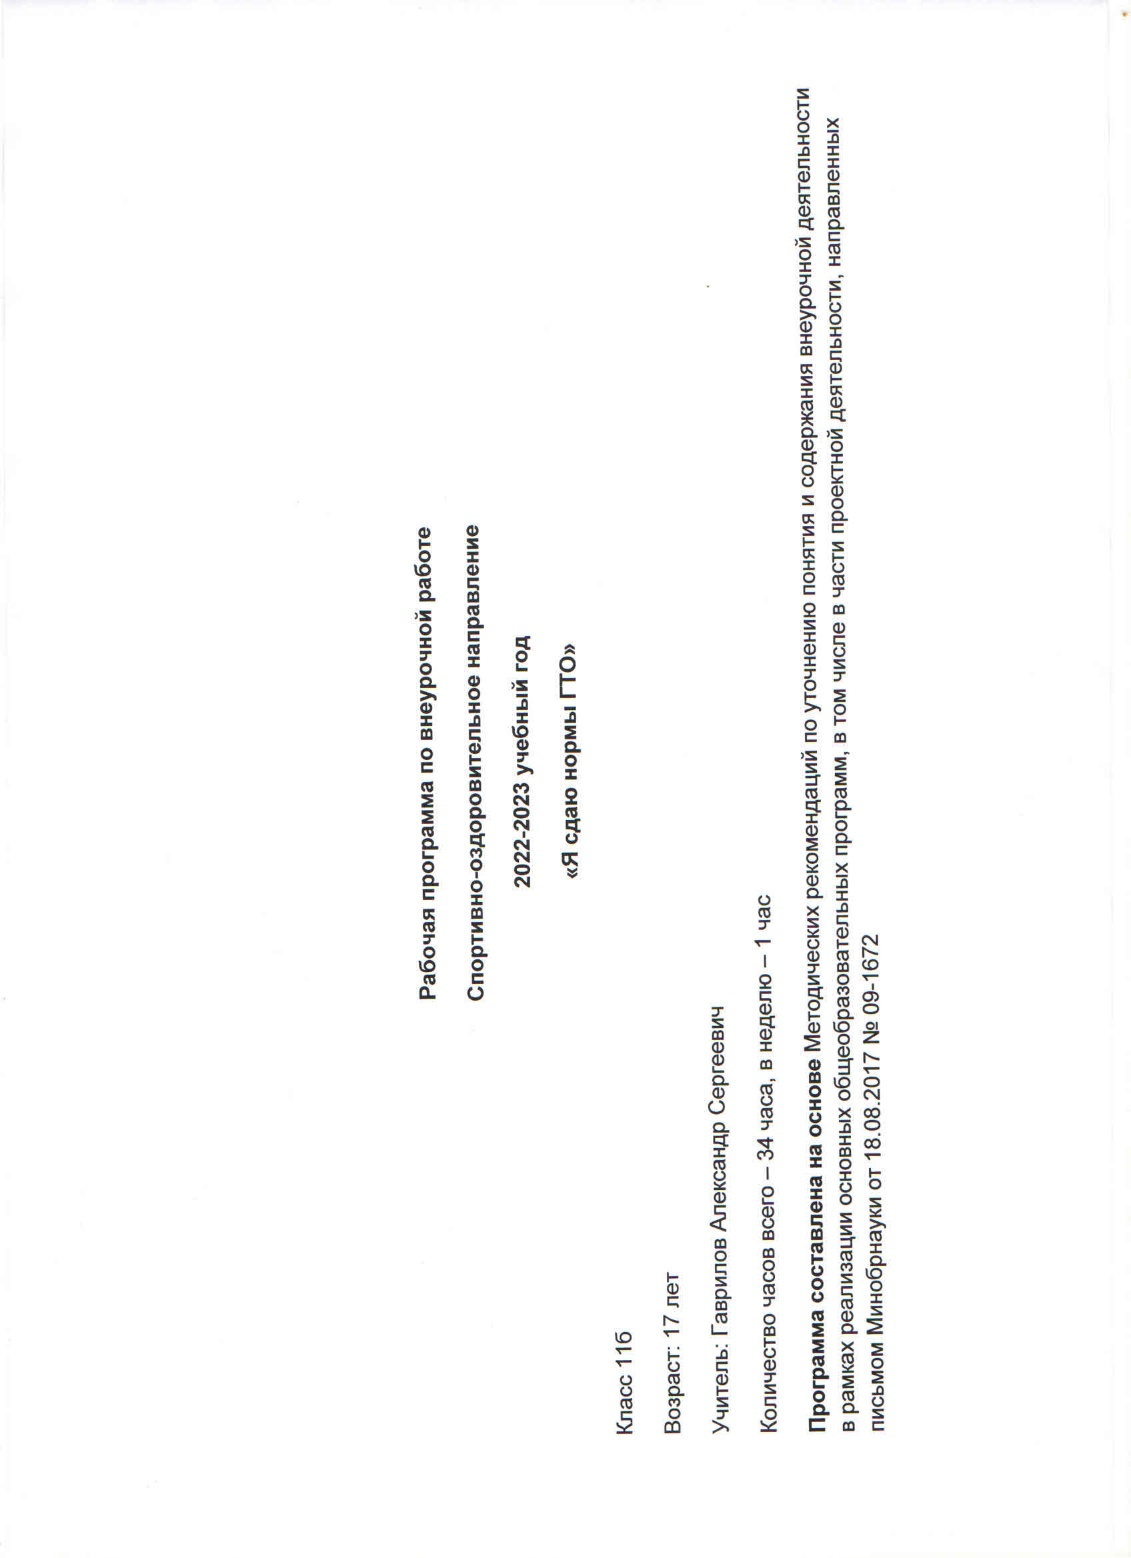 Рабочая программа по внеурочной работе
Спортивно-оздоровительное направление
2022-2023 учебный год
«Я сдаю нормы ГТО»
Класс 11б
Возраст: 17 лет
Учитель: Гаврилов Александр Сергеевич
Количество часов всего – 34 часа, в неделю – 1 час
Программа составлена на основе Методических рекомендаций по уточнению понятия и содержания внеурочной деятельности
в рамках реализации основных общеобразовательных программ, в том числе в части проектной деятельности, направленных
письмом Минобрнауки от 18.08.2017 № 09-1672